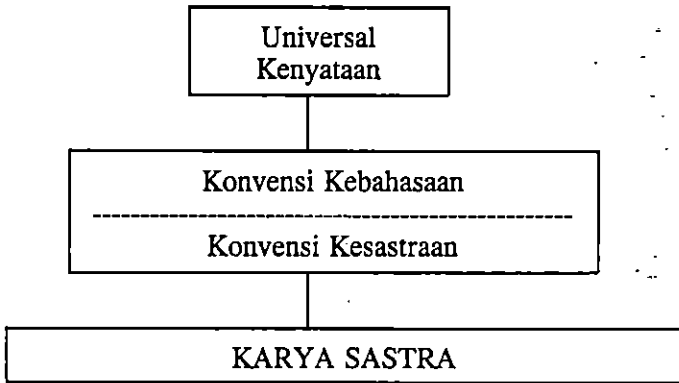 Universal
Kenyataan
Konvensi Kebahasaan
Konvensi Kesastraan
KARYA SASTRA